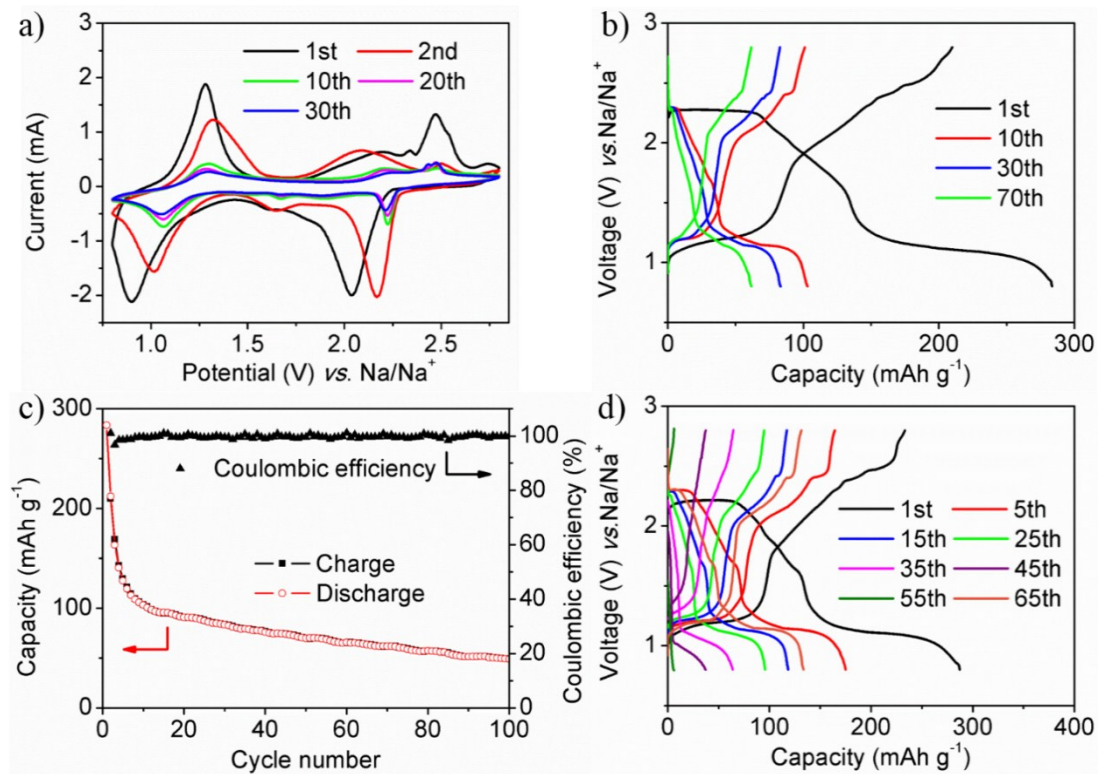 a)
3
2
1
0
-1
-2
1st 2nd
10th 20th
30th
Current (mA)
1.0 1.5 2.0 2.5
Potential (V) vs. Na/Na⁺
b)
3
2
1
1st
10th
30th
70th
Voltage (V) vs.Na/Na⁺
0 100 200 300
Capacity (mAh g⁻¹)
c)
300
200
100
0
Coulombic efficiency
Charge
Discharge
Capacity (mAh g⁻¹)
100
80
60
40
20
0
Coulombic efficiency (%)
0 20 40 60 80 100
Cycle number
d)
3
2
1
1st 5th
15th 25th
35th 45th
55th 65th
Voltage (V) vs.Na/Na⁺
0 100 200 300 400
Capacity (mAh g⁻¹)